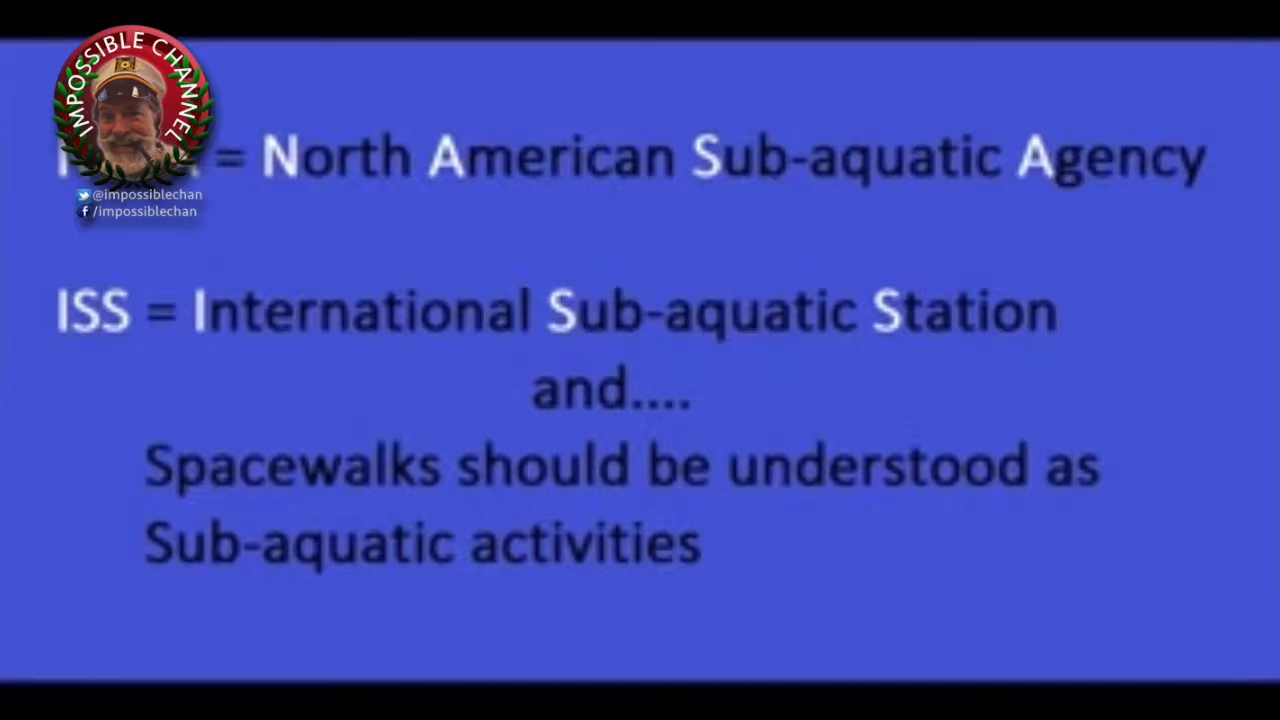 IMPOSSIBLE CHANNEL
@impossiblechan
/impossiblechan
= North American Sub-aquatic Agency
ISS = International Sub-aquatic Station
and....
Spacewalks should be understood as
Sub-aquatic activities